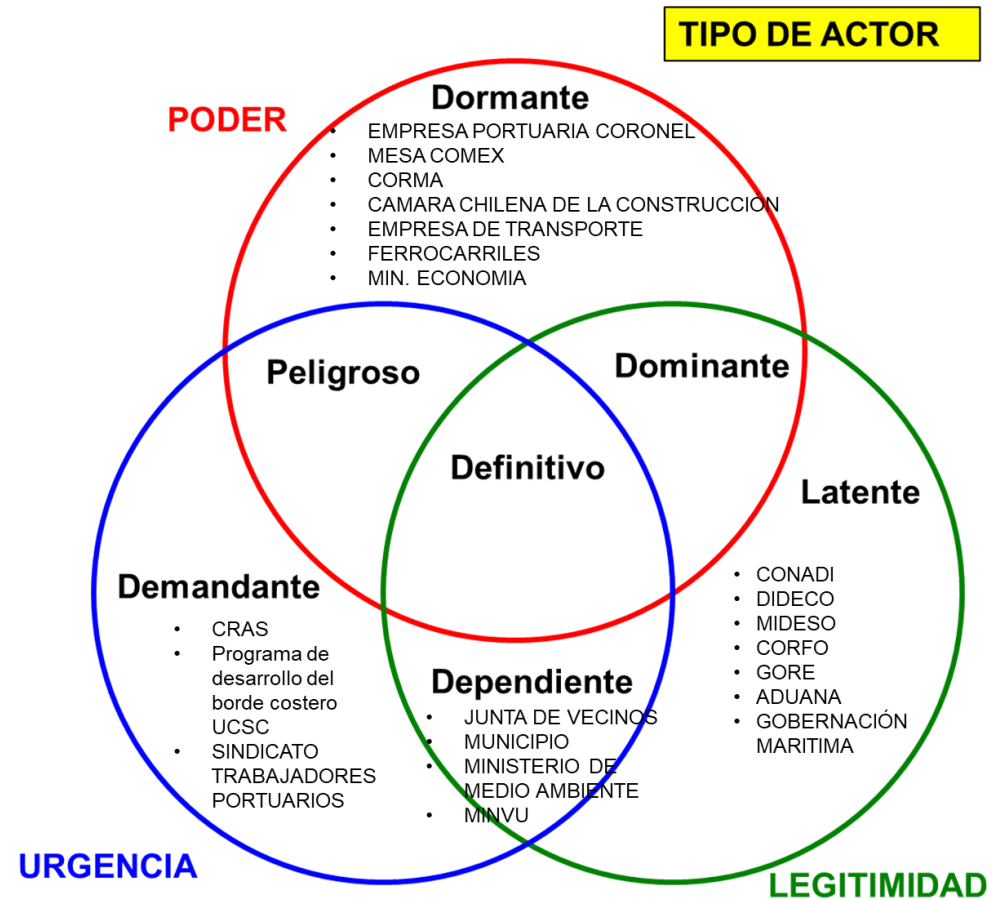 TIPO DE ACTOR
PODER
Dormante
• EMPRESA PORTUARIA CORONEL
• MESA COMEX
• CORMA
• CAMARA CHILENA DE LA CONSTRUCCIÓN
• EMPRESA DE TRANSPORTE
• FERROCARRILES
• MIN. ECONOMIA
Peligroso
Dominante
Definitivo
Latente
• CONADI
• DIDECO
• MIDESO
• CORFO
• GORE
• ADUANA
• GOBERNACIÓN
MARITIMA
Demandante
• CRAS
• Programa de
desarrollo del
borde costero
UCSC
• SINDICATO
TRABAJADORES
PORTUARIOS
Dependiente
• JUNTA DE VECINOS
• MUNICIPIO
• MINISTERIO DE
MEDIO AMBIENTE
• MINVU
URGENCIA
LEGITIMIDAD